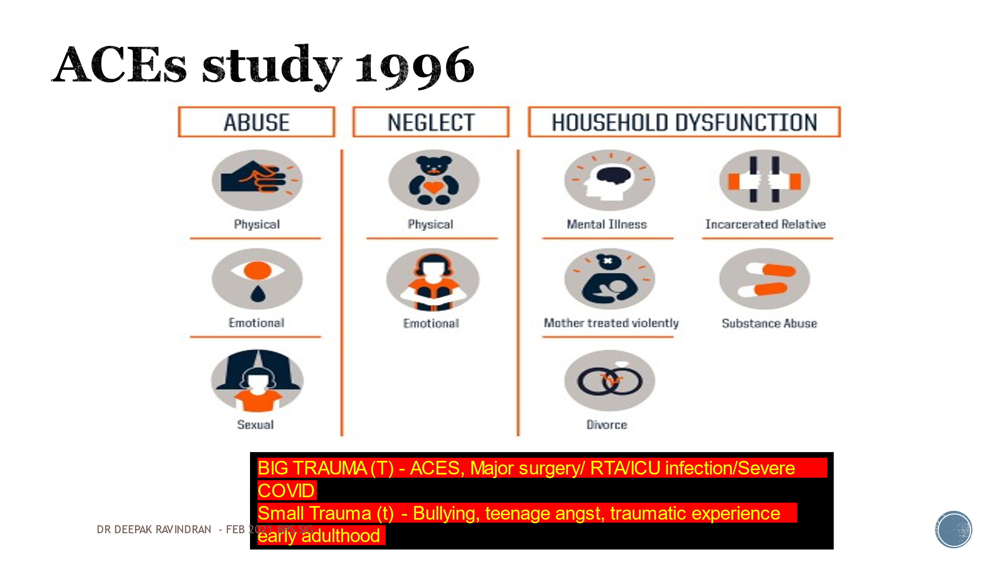 ACEs study 1996
ABUSE
NEGLECT
HOUSEHOLD DYSFUNCTION
Physical
Physical
Mental Illness
Incarcerated Relative
Emotional
Emotional
Mother treated violently
Substance Abuse
Sexual
Divorce
BIG TRAUMA (T) - ACES, Major surgery/ RTA/ICU infection/Severe
COVID
Small Trauma (t) - Bullying, teenage angst, traumatic experience
early adulthood
DR DEEPAK RAVINDRAN - FEB 2021 BPS SIG